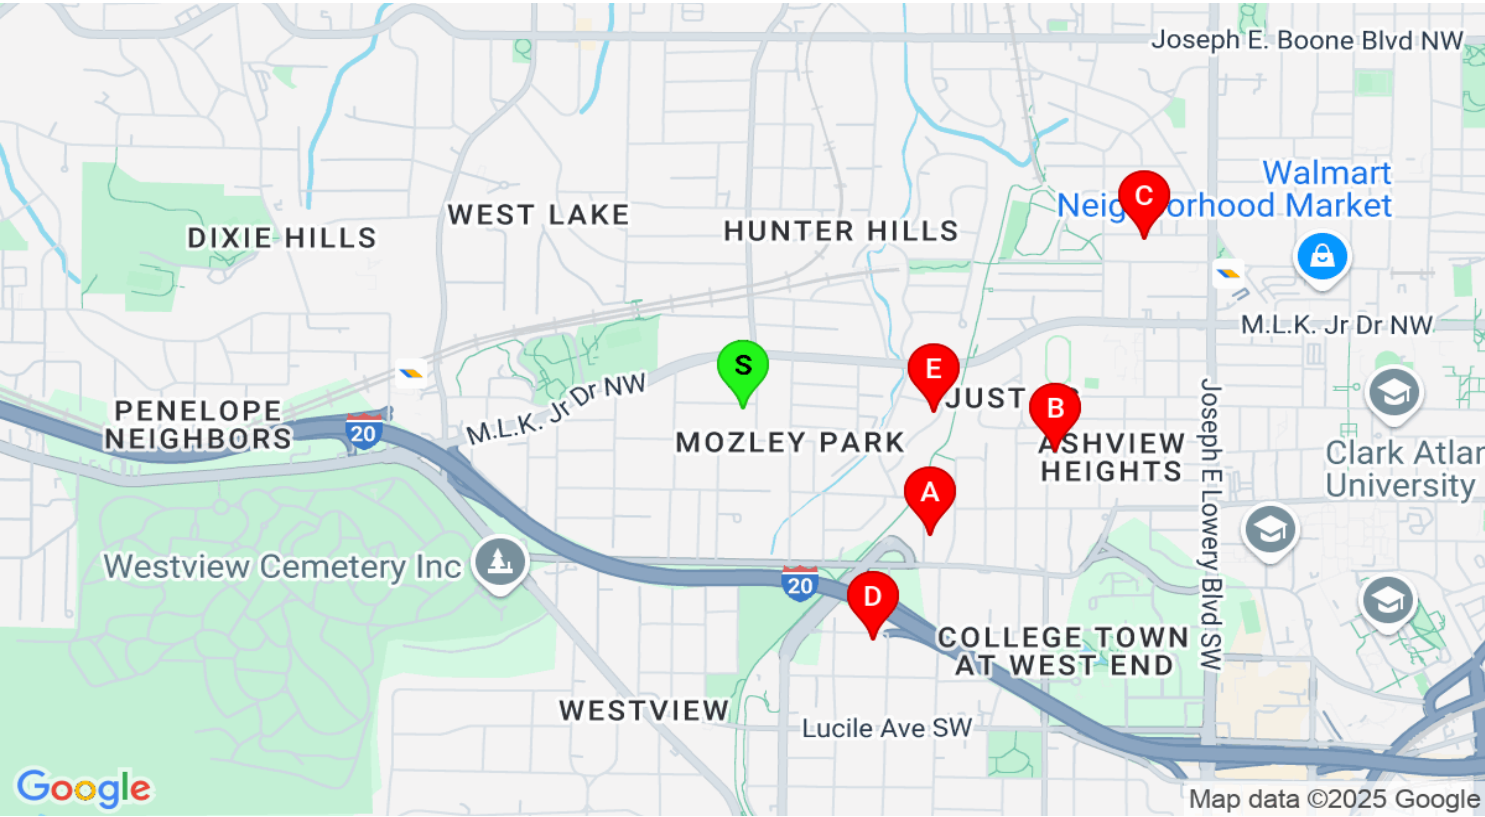 Joseph E. Boone Blvd NW
Walmart
Neighborhood Market
C
WEST LAKE
DIXIE HILLS
HUNTER HILLS
M.L.K. Jr Dr NW
S
E
M.L.K. Jr Dr NW
JUST
B
PENELOPE
NEIGHBORS
20
MOZLEY PARK
ASHVIEW
HEIGHTS
Joseph E Lowery Blvd SW
Clark Atlan
University
A
Westview Cemetery Inc
20
D
COLLEGE TOWN
AT WEST END
WESTVIEW
Lucile Ave SW
Google
Map data ©2025 Google